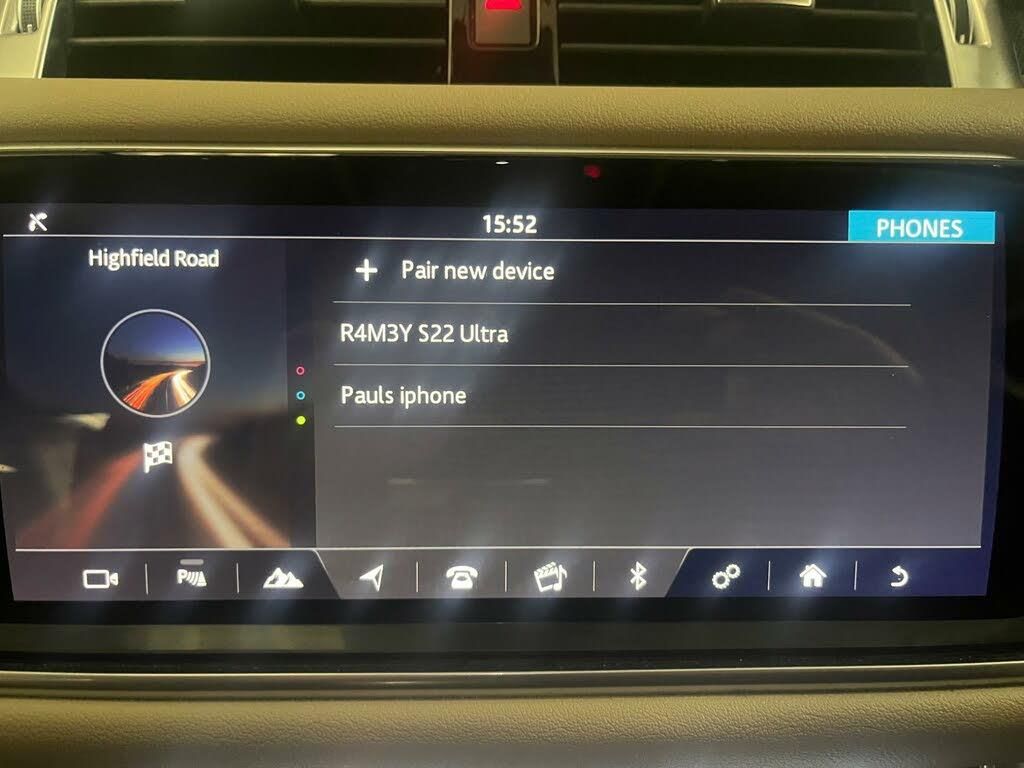 15:52
PHONES
Highfield Road
+ Pair new device
R4M3Y S22 Ultra
Pauls iphone
P